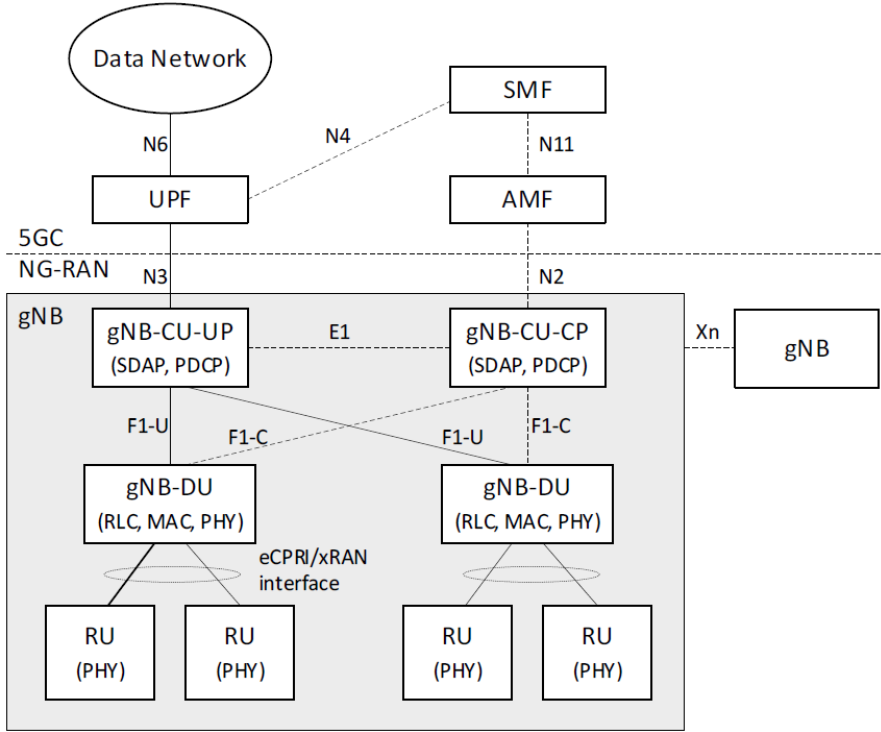 Data Network
SMF
N6
N4
N11
UPF
AMF
5GC
NG-RAN
N3
N2
gNB
gNB-CU-UP
(SDAP, PDCP)
E1
gNB-CU-CP
(SDAP, PDCP)
Xn
gNB
F1-U
F1-C
F1-U
F1-C
gNB-DU
(RLC, MAC, PHY)
gNB-DU
(RLC, MAC, PHY)
eCPRI/xRAN
interface
RU
(PHY)
RU
(PHY)
RU
(PHY)
RU
(PHY)